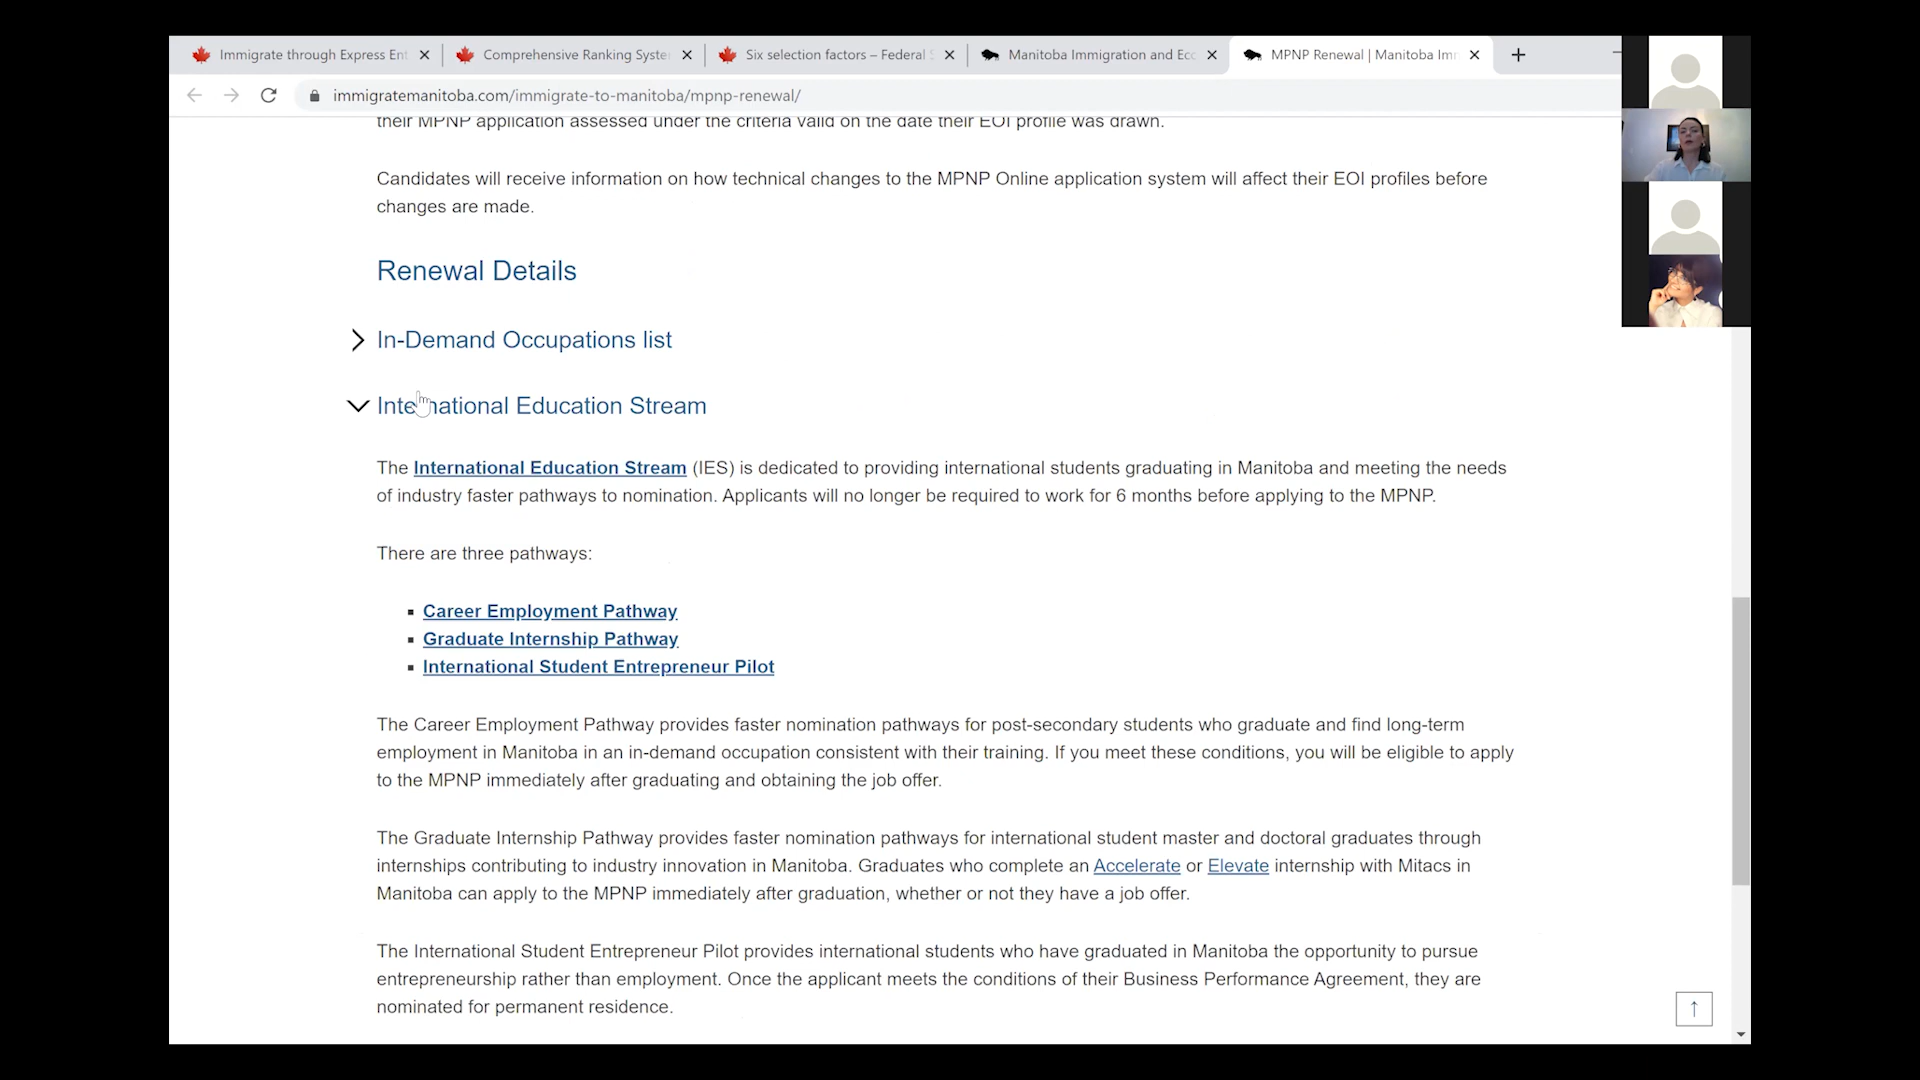 Immigrate through Express Ent
Comprehensive Ranking Syste
Six selection factors – Federal S
Manitoba Immigration and Ecc
MPNP Renewal | Manitoba Imm
immigratemanitoba.com/immigrate-to-manitoba/mpnp-renewal/
their MPNP application assessed under the criteria valid on the date their EOI profile was drawn.
Candidates will receive information on how technical changes to the MPNP Online application system will affect their EOI profiles before
changes are made.
Renewal Details
In-Demand Occupations list
International Education Stream
The International Education Stream (IES) is dedicated to providing international students graduating in Manitoba and meeting the needs
of industry faster pathways to nomination. Applicants will no longer be required to work for 6 months before applying to the MPNP.
There are three pathways:
Career Employment Pathway
Graduate Internship Pathway
International Student Entrepreneur Pilot
The Career Employment Pathway provides faster nomination pathways for post-secondary students who graduate and find long-term
employment in Manitoba in an in-demand occupation consistent with their training. If you meet these conditions, you will be eligible to apply
to the MPNP immediately after graduating and obtaining the job offer.
The Graduate Internship Pathway provides faster nomination pathways for international student master and doctoral graduates through
internships contributing to industry innovation in Manitoba. Graduates who complete an Accelerate or Elevate internship with Mitacs in
Manitoba can apply to the MPNP immediately after graduation, whether or not they have a job offer.
The International Student Entrepreneur Pilot provides international students who have graduated in Manitoba the opportunity to pursue
entrepreneurship rather than employment. Once the applicant meets the conditions of their Business Performance Agreement, they are
nominated for permanent residence.